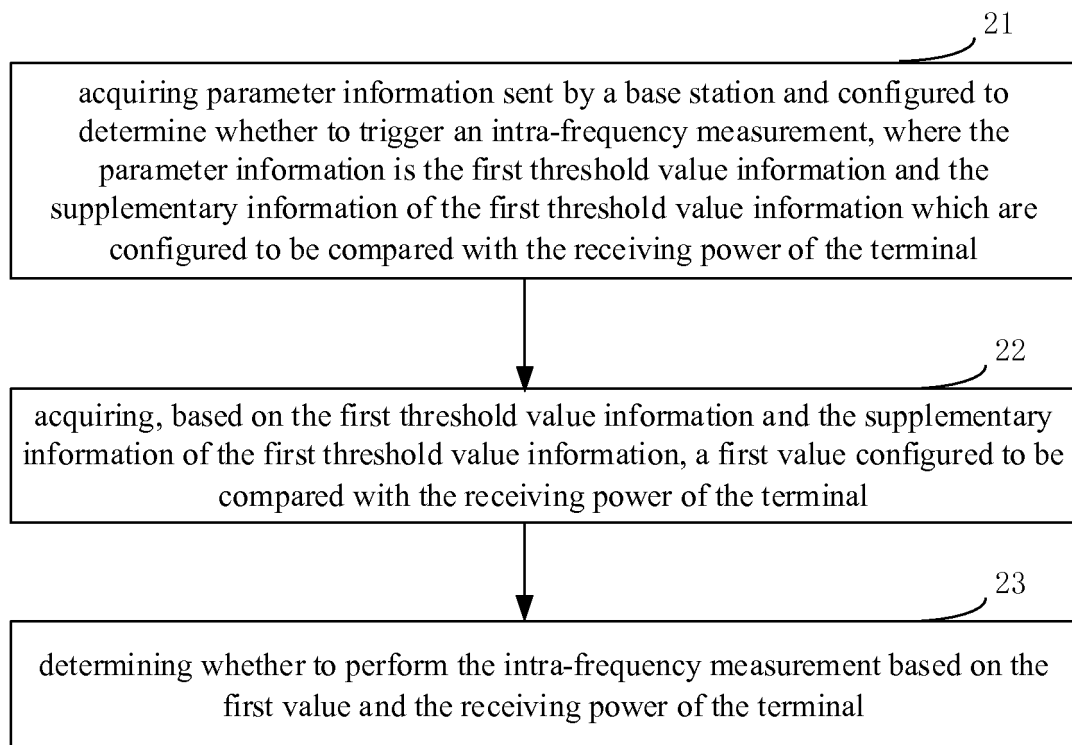 21
acquiring parameter information sent by a base station and configured to
determine whether to trigger an intra-frequency measurement, where the
parameter information is the first threshold value information and the
supplementary information of the first threshold value information which are
configured to be compared with the receiving power of the terminal
22
acquiring, based on the first threshold value information and the supplementary
information of the first threshold value information, a first value configured to be
compared with the receiving power of the terminal
23
determining whether to perform the intra-frequency measurement based on the
first value and the receiving power of the terminal